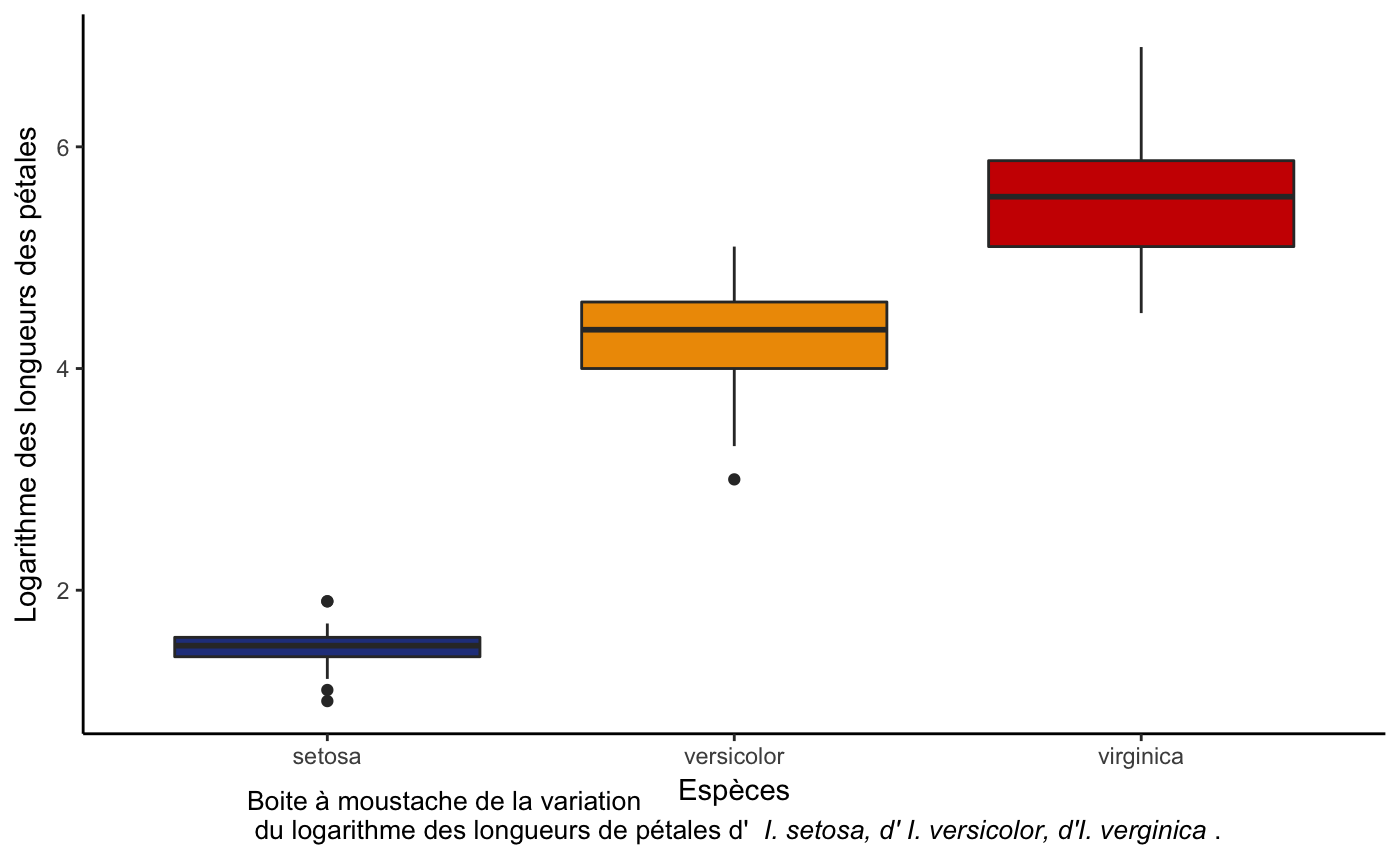 Logarithme des longueurs des pétales
6
4
2
setosa versicolor virginica
Espèces
Boite à moustache de la variation
du logarithme des longueurs de pétales d' I. setosa, d' I. versicolor, d'I. verginica .